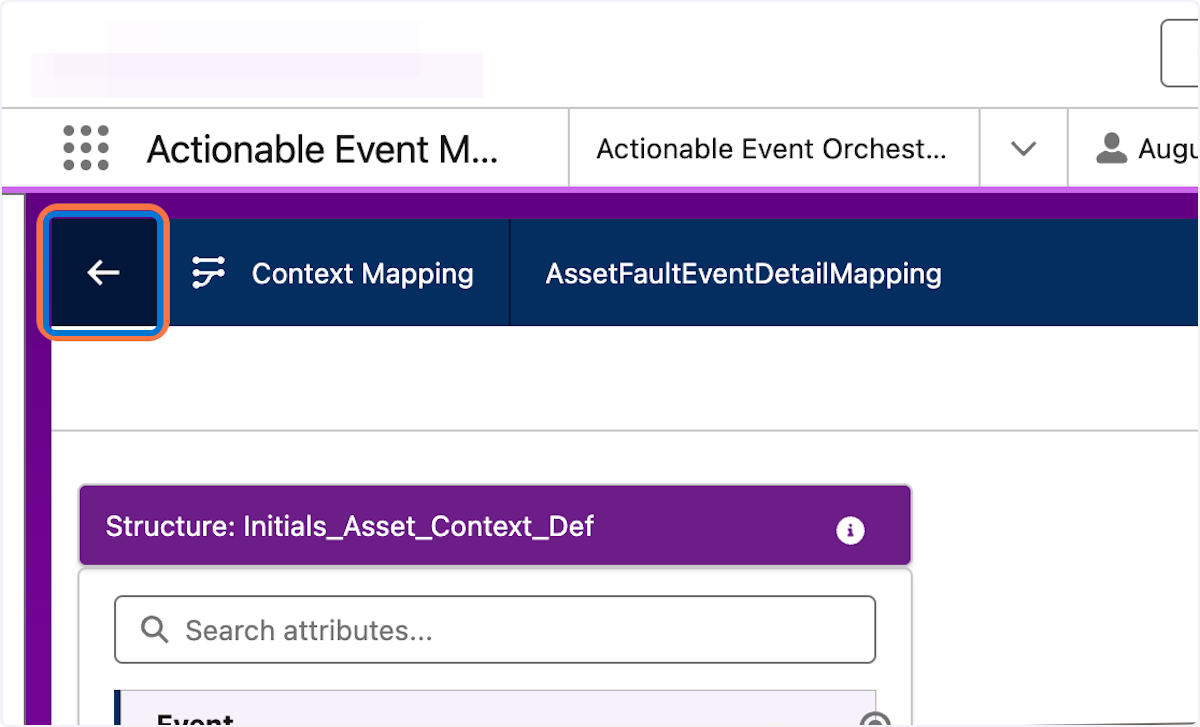 Actionable Event M...
Actionable Event Orchest...
Augu
Context Mapping
AssetFaultEventDetailMapping
Structure: Initials_Asset_Context_Def
Search attributes...
Event